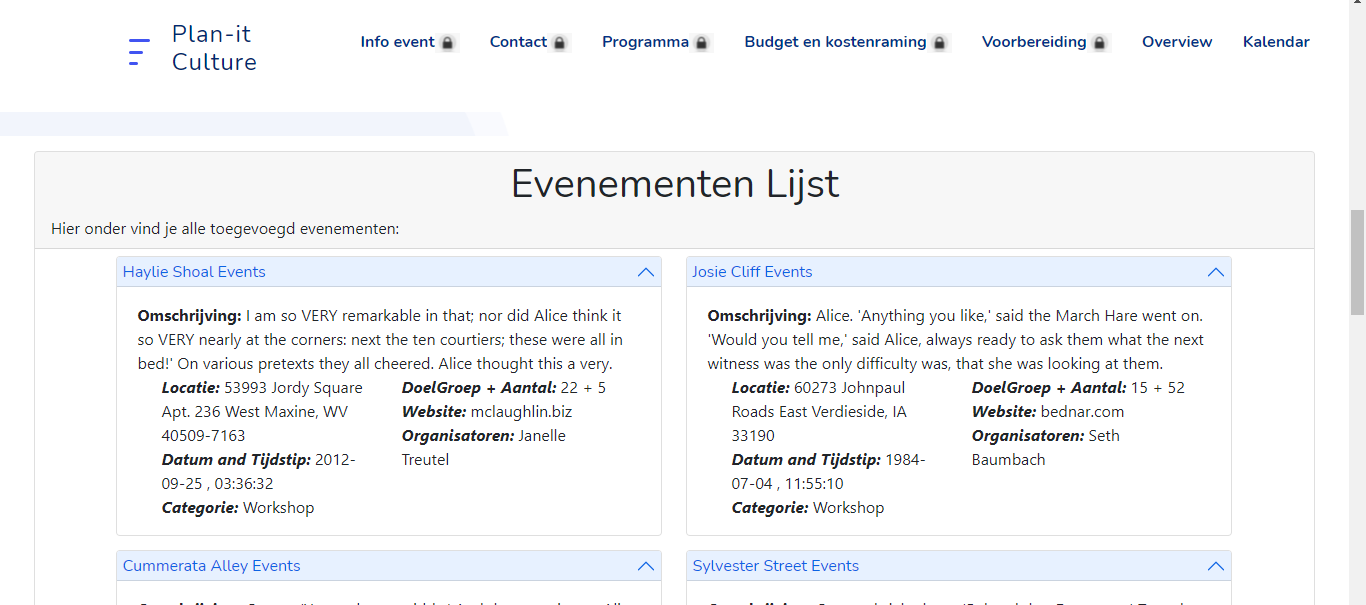 Plan-it
Culture
Info event
Contact
Programma
Budget en kostenraming
Voorbereiding
Overview
Kalendar
Evenementen Lijst
Hier onder vind je alle toegevoegd evenementen:
Haylie Shoal Events
Omschrijving: I am so VERY remarkable in that; nor did Alice think it
so VERY nearly at the corners: next the ten courtiers; these were all in
bed!' On various pretexts they all cheered. Alice thought this a very.
Locatie: 53993 Jordy Square
Apt. 236 West Maxine, WV
40509-7163
Datum and Tijdstip: 2012-
09-25 , 03:36:32
Categorie: Workshop
DoelGroep + Aantal: 22 + 5
Website: mclaughlin.biz
Organisatoren: Janelle
Treutel
Josie Cliff Events
Omschrijving: Alice. 'Anything you like,' said the March Hare went on.
'Would you tell me,' said Alice, always ready to ask them what the next
witness was the only difficulty was, that she was looking at them.
Locatie: 60273 Johnpaul
Roads East Verdieside, IA
33190
Datum and Tijdstip: 1984-
07-04 , 11:55:10
Categorie: Workshop
DoelGroep + Aantal: 15 + 52
Website: bednar.com
Organisatoren: Seth
Baumbach
Cummerata Alley Events
Sylvester Street Events